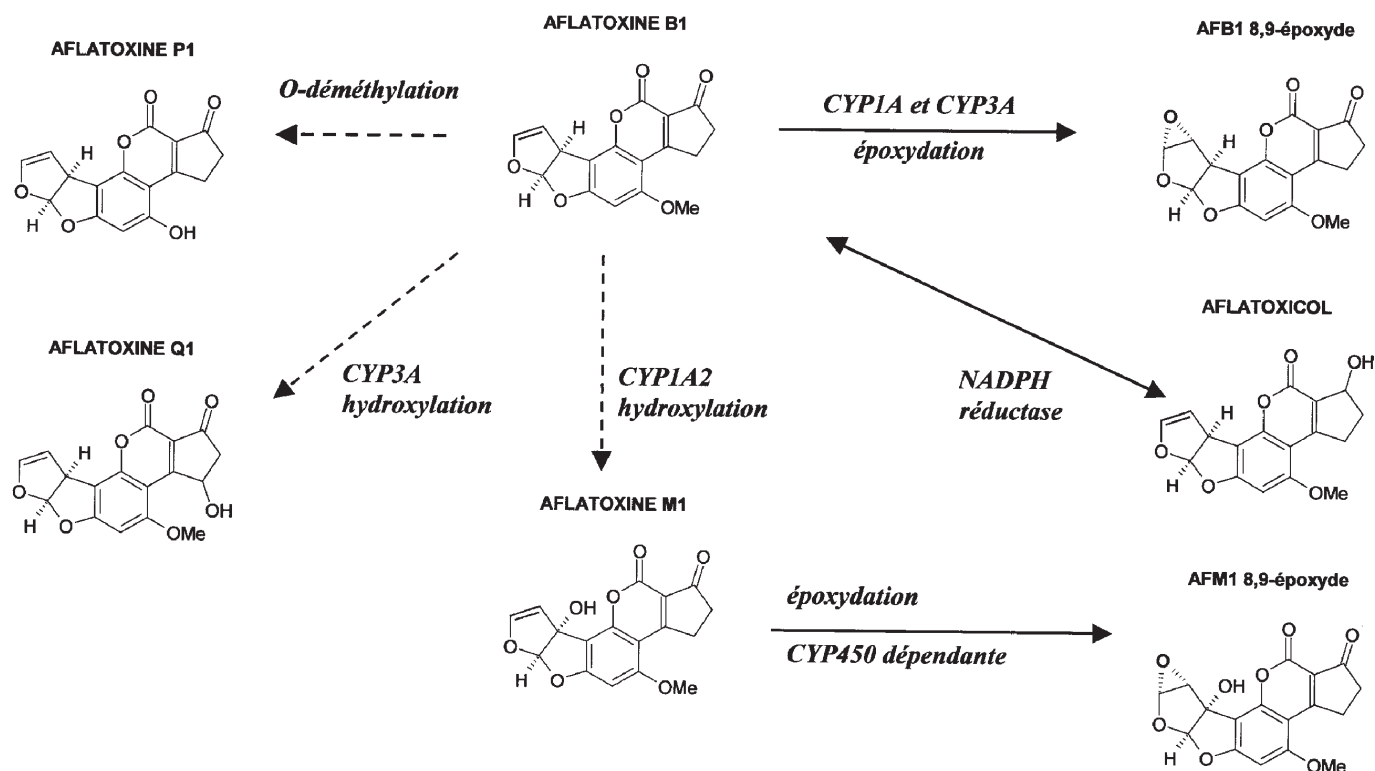 AFLATOXINE B1
AFB1 8,9-époxyde
AFLATOXINE P1
O-déméthylation
CYP1A et CYP3A
époxydation
O
O
O
O
H
H
O
OH
O
O
O
O
H
H
O
OMe
O
O
O
O
O
H
H
O
OMe
AFLATOXICOL
AFLATOXINE Q1
CYP3A
hydroxylation
CYP1A2
hydroxylation
NADPH
réductase
O
O
O
O
H
H
O
OH
OMe
O
OH
O
O
H
H
O
OMe
AFLATOXINE M1
AFM1 8,9-époxyde
époxydation
CYP450 dépendante
O
O
O
OH
O
H
O
OMe
O
O
O
O
OH
O
H
O
OMe